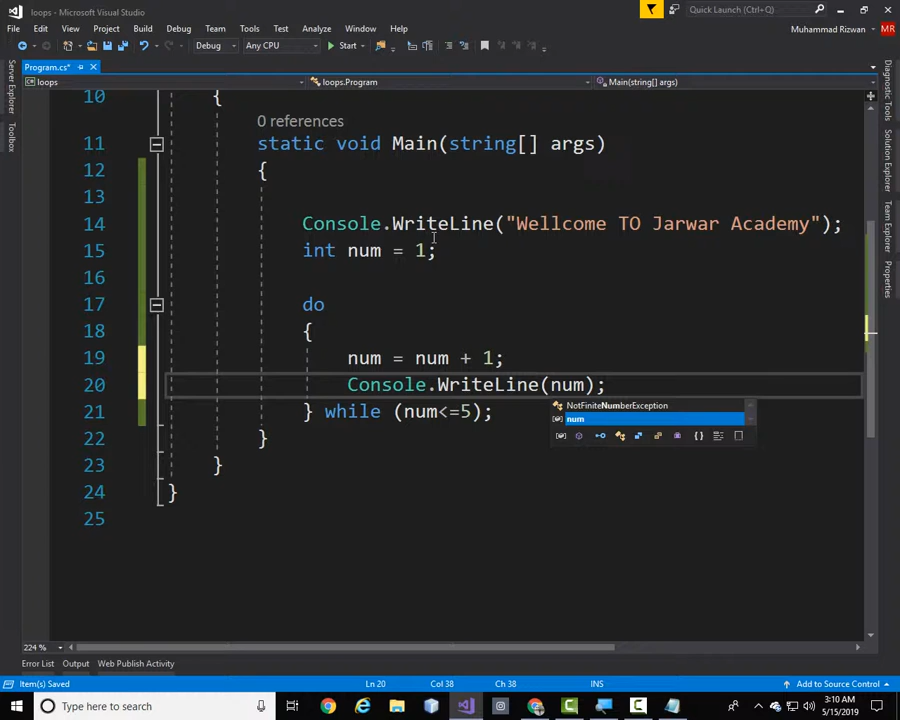 loops - Microsoft Visual Studio
Quick Launch (Ctrl+Q)
File Edit View Project Build Debug Team Tools Test Analyze Window Help
Muhammad Rizwan MR
Debug Any CPU Start
Program.cs*
loops loops.Program Main(string[] args)
Server Explorer
Toolbox
Diagnostic Tools
Solution Explorer
Team Explorer
Properties
10 {
0 references
11 static void Main(string[] args)
12 {
13
14 Console.WriteLine("Wellcome TO Jarwar Academy");
15 int num = 1;
16
17 do
18 {
19 num = num + 1;
20 Console.WriteLine(num);
21 } while (num<=5);
22 }
23 }
24 }
25
NotFiniteNumberException
num
224 %
Error List Output Web Publish Activity
Item(s) Saved Ln 20 Col 38 Ch 38 INS Add to Source Control
Type here to search
3:10 AM
5/15/2019